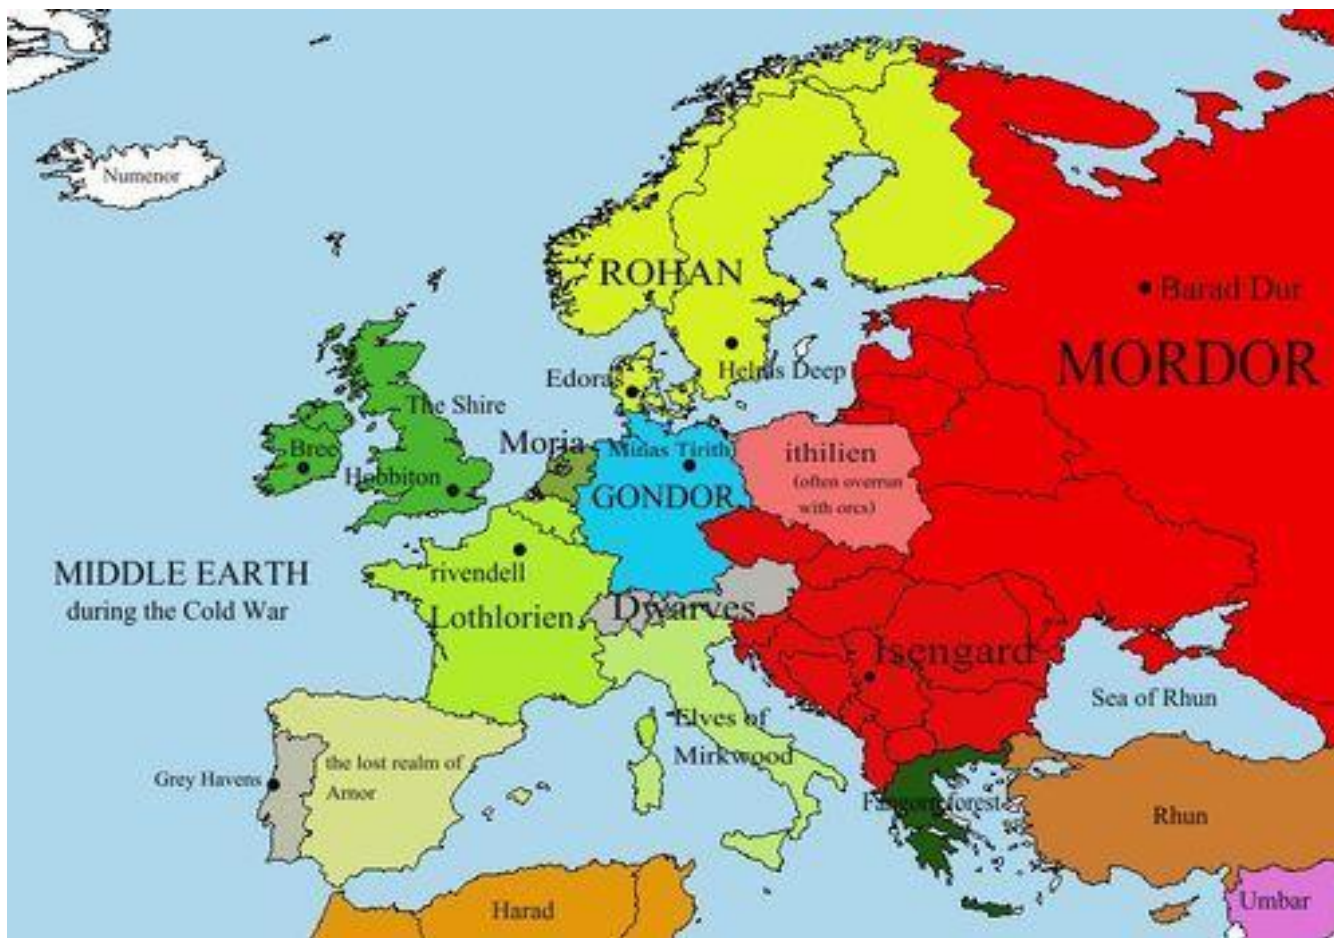 Numenor
ROHAN
Barad Dur
MORDOR
Edoras
Helms Deep
The Shire
Bree
Hobbiton
Moria
Minas Tirith
GONDOR
ithilien
(often overrun
with orcs)
MIDDLE EARTH
during the Cold War
rivendell
Lothlorien
Dwarves
Isengard
Sea of Rhun
Elves of
Mirkwood
Grey Havens
the lost realm of
Arnor
Fangorn forest
Rhun
Harad
Umbar